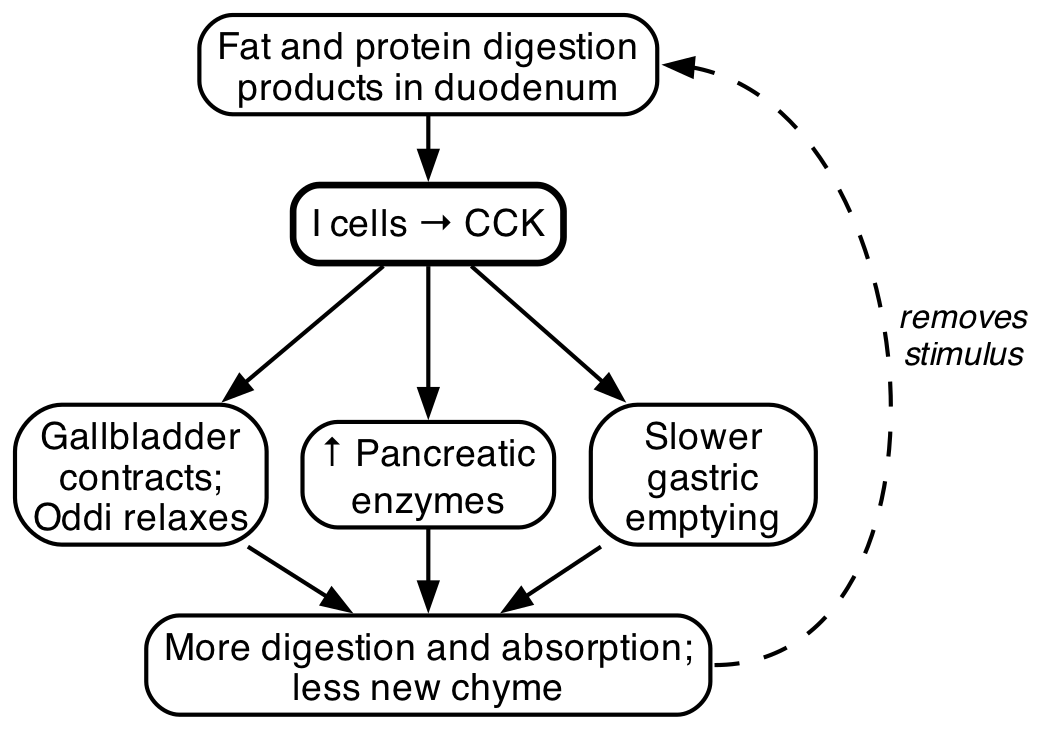 Fat and protein digestion
products in duodenum
I cells → CCK
removes
stimulus
Gallbladder
contracts;
Oddi relaxes
↑ Pancreatic
enzymes
Slower
gastric
emptying
More digestion and absorption;
less new chyme